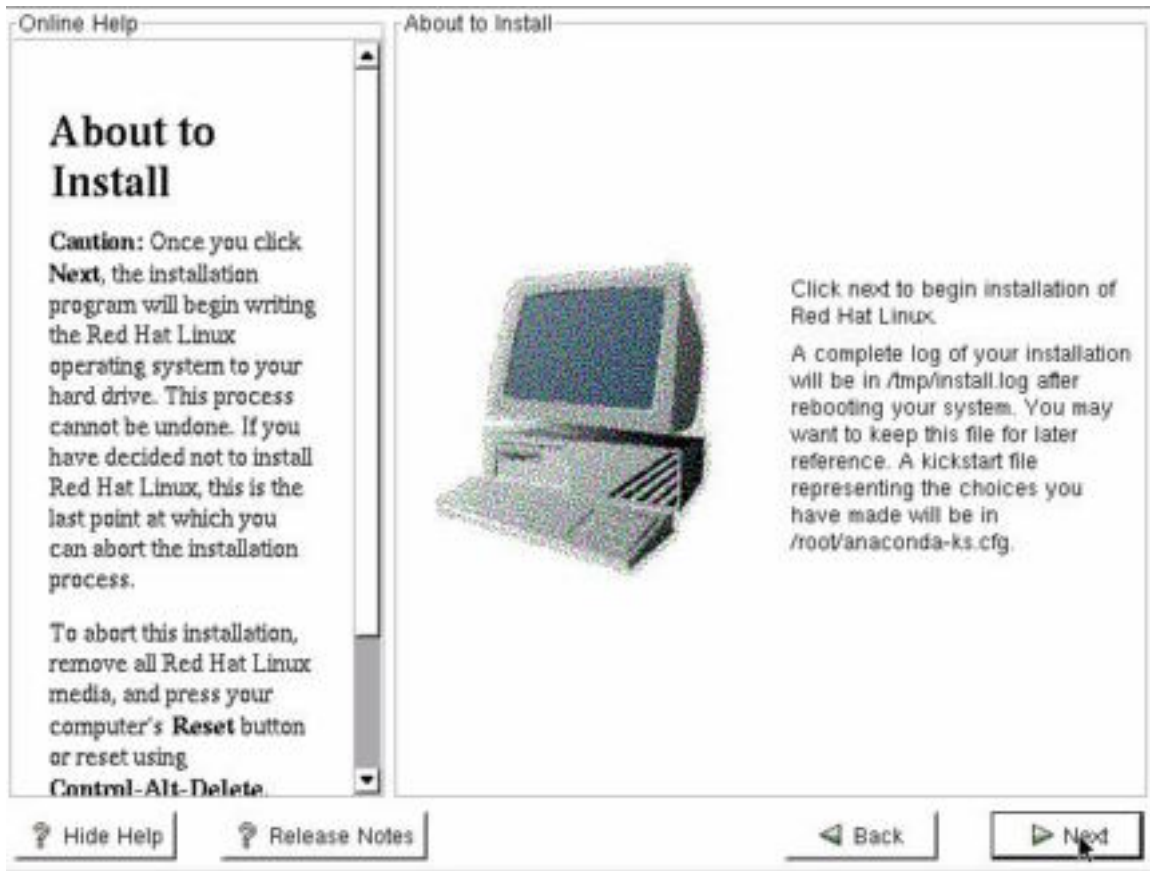 Online Help
About to
Install
Caution: Once you click
Next, the installation
program will begin writing
the Red Hat Linux
operating system to your
hard drive. This process
cannot be undone. If you
have decided not to install
Red Hat Linux, this is the
last point at which you
can abort the installation
process.
To abort this installation,
remove all Red Hat Linux
media, and press your
computer's Reset button
or reset using
Control-Alt-Delete.
About to Install
Click next to begin installation of
Red Hat Linux.
A complete log of your installation
will be in /tmp/install.log after
rebooting your system. You may
want to keep this file for later
reference. A kickstart file
representing the choices you
have made will be in
/root/anaconda-ks.cfg.
? Hide Help
? Release Notes
Back
Next